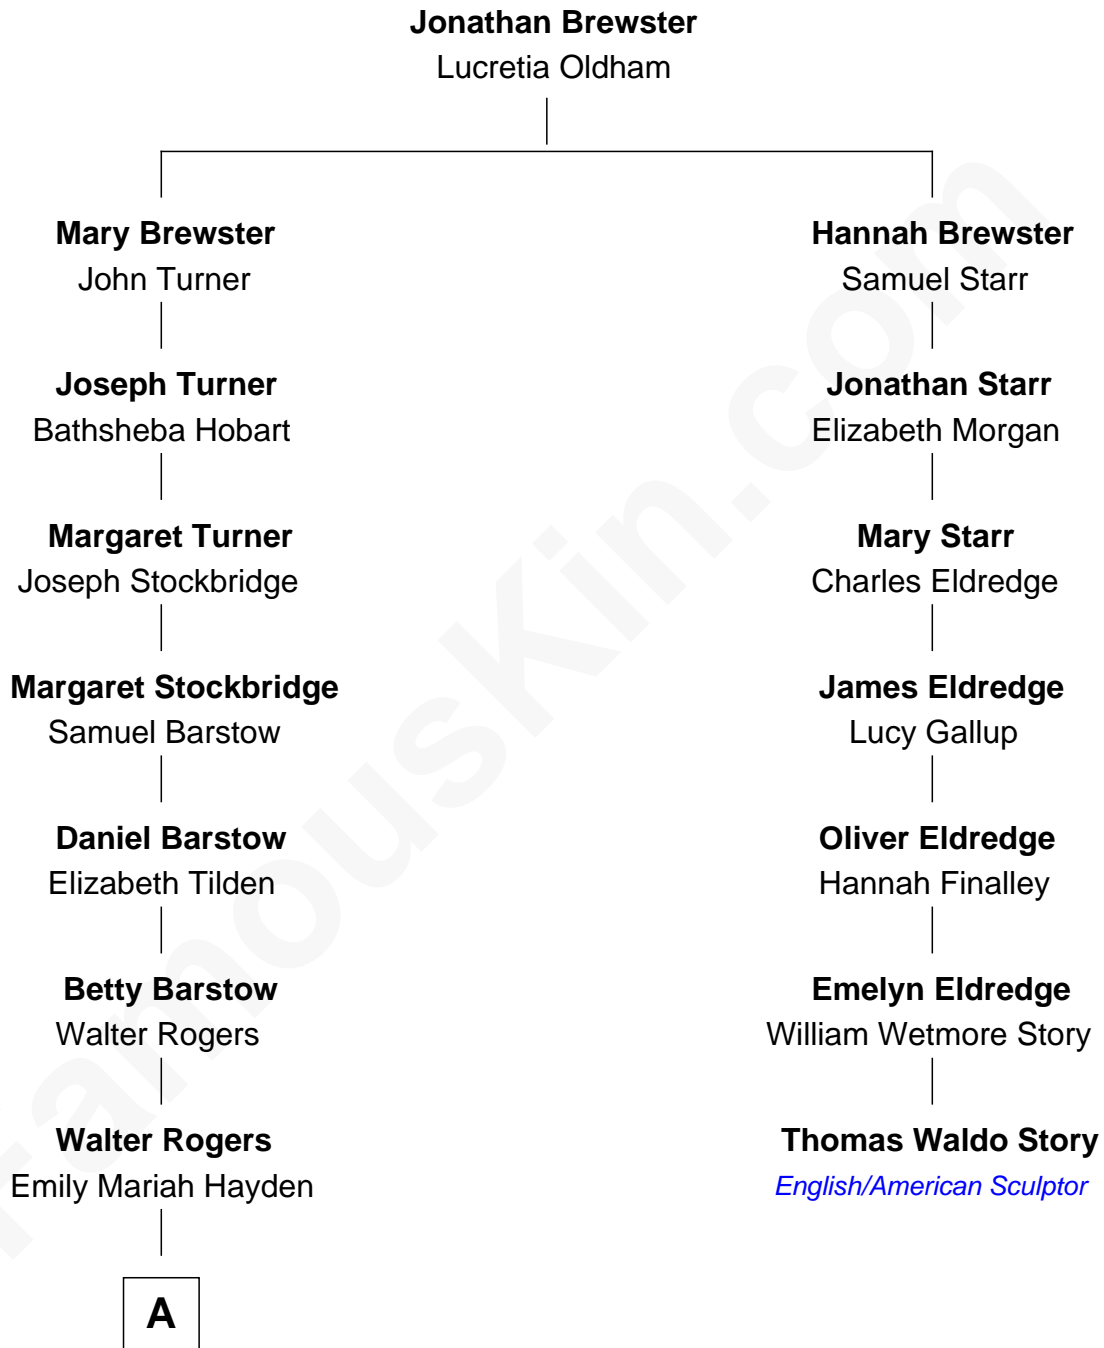 Jonathan Brewster
Lucretia Oldham
Mary Brewster
John Turner
Hannah Brewster
Samuel Starr
Joseph Turner
Bathsheba Hobart
Jonathan Starr
Elizabeth Morgan
Margaret Turner
Joseph Stockbridge
Mary Starr
Charles Eldredge
Margaret Stockbridge
Samuel Barstow
James Eldredge
Lucy Gallup
Daniel Barstow
Elizabeth Tilden
Oliver Eldredge
Hannah Finalley
Betty Barstow
Walter Rogers
Emelyn Eldredge
William Wetmore Story
Walter Rogers
Emily Mariah Hayden
Thomas Waldo Story
English/American Sculptor
A
FamousKin.com